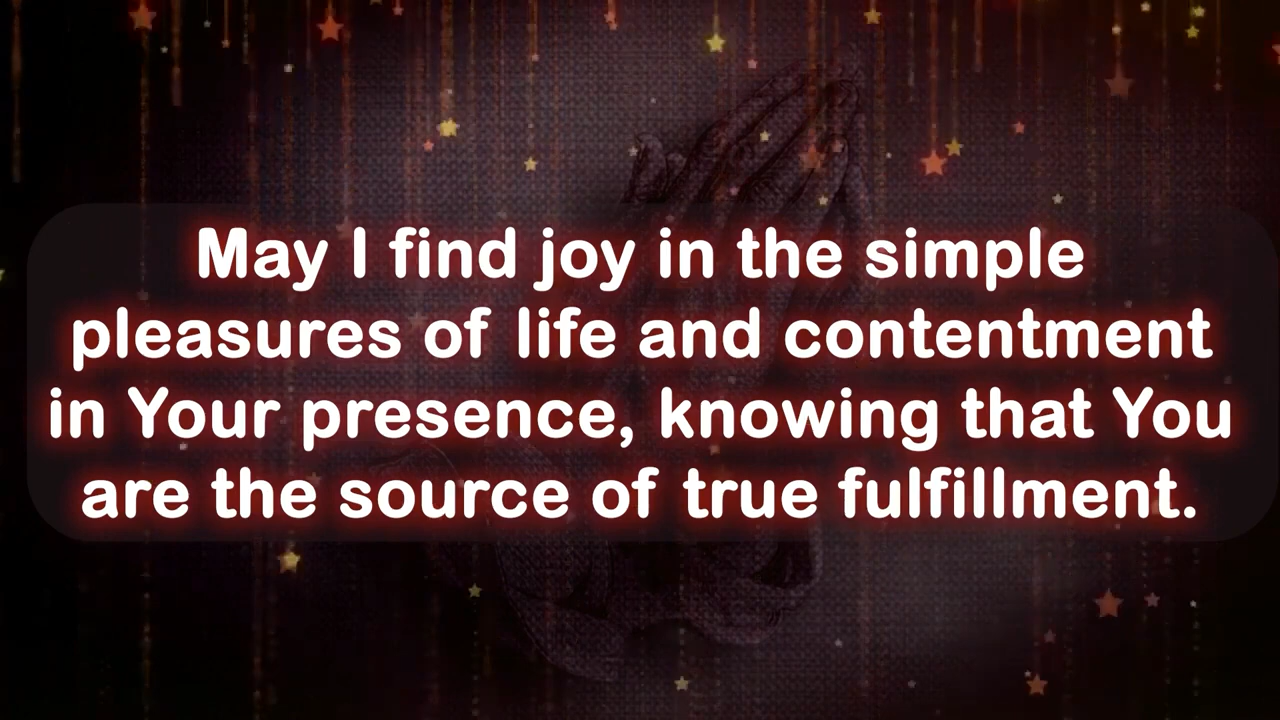 May I find joy in the simple
pleasures of life and contentment
in Your presence, knowing that You
are the source of true fulfillment.